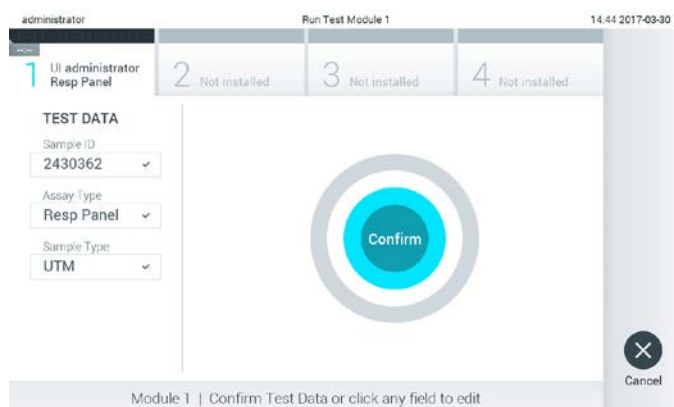 administrator Run Test Module 1 14:44 2017-03-30
1 UI administrator
Resp Panel
2 Not installed
3 Not installed
4 Not installed
TEST DATA
Sample ID
2430362
Assay Type
Resp Panel
Sample Type
UTM
Confirm
Cancel
Module 1 | Confirm Test Data or click any field to edit